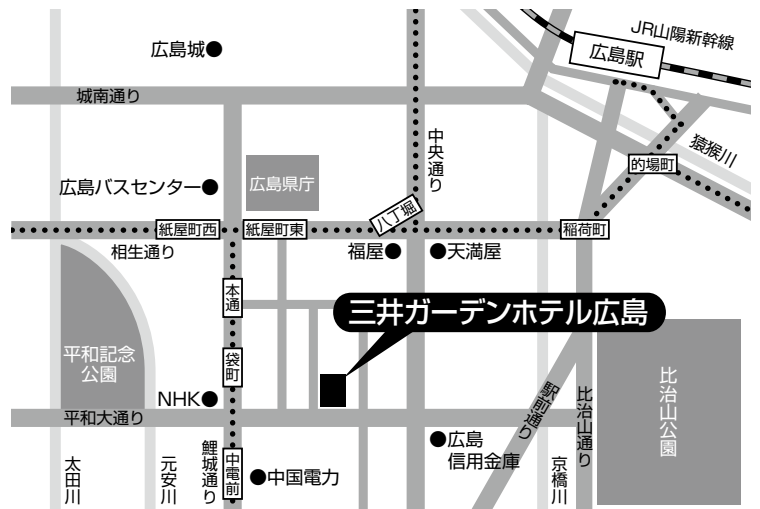 JR山陽新幹線
広島城
広島駅
城南通り
中央通り
猿猴川
的場町
広島バスセンター
広島県庁
八丁堀
紙屋町西
紙屋町東
稲荷町
相生通り
福屋
天満屋
本通
三井ガーデンホテル広島
平和記念
公園
袋町
NHK
平和大通り
駅前通り
比治山通り
比治山公園
広島
信用金庫
太田川
元安川
鯉城通り
中電前
中国電力
京橋川